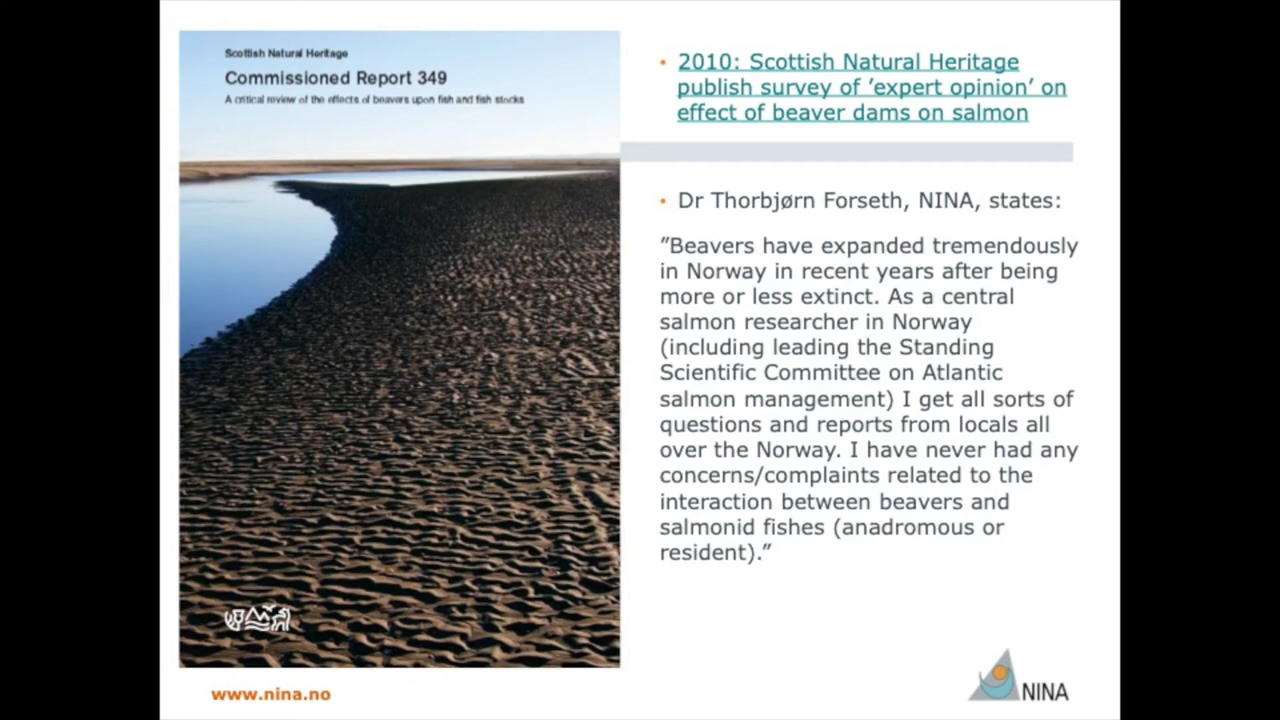 Scottish Natural Heritage
Commissioned Report 349
A critical review of the effects of beavers upon fish and fish stocks
• 2010: Scottish Natural Heritage
publish survey of ’expert opinion’ on
effect of beaver dams on salmon
• Dr Thorbjørn Forseth, NINA, states:
”Beavers have expanded tremendously
in Norway in recent years after being
more or less extinct. As a central
salmon researcher in Norway
(including leading the Standing
Scientific Committee on Atlantic
salmon management) I get all sorts of
questions and reports from locals all
over the Norway. I have never had any
concerns/complaints related to the
interaction between beavers and
salmonid fishes (anadromous or
resident).”
www.nina.no
NINA